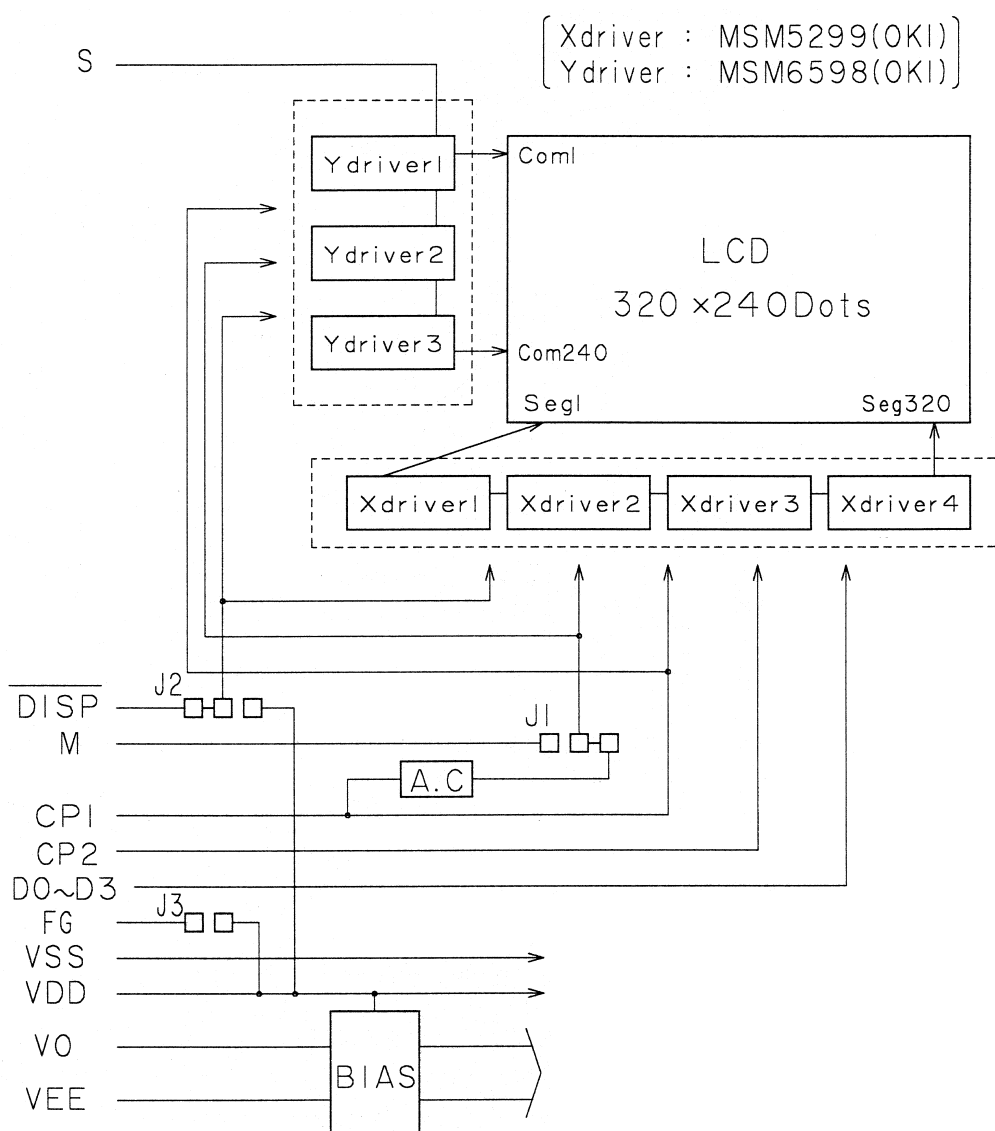 Xdriver : MSM5299(OKI)
Ydriver : MSM6598(OKI)
S
Ydriver1
Ydriver2
Ydriver3
Com1
LCD
320 ×240Dots
Com240
Seg1
Seg320
Xdriver1
Xdriver2
Xdriver3
Xdriver4
DISP
J2
M
J1
A.C
CP1
CP2
D0~D3
FG
J3
VSS
VDD
VO
BIAS
VEE